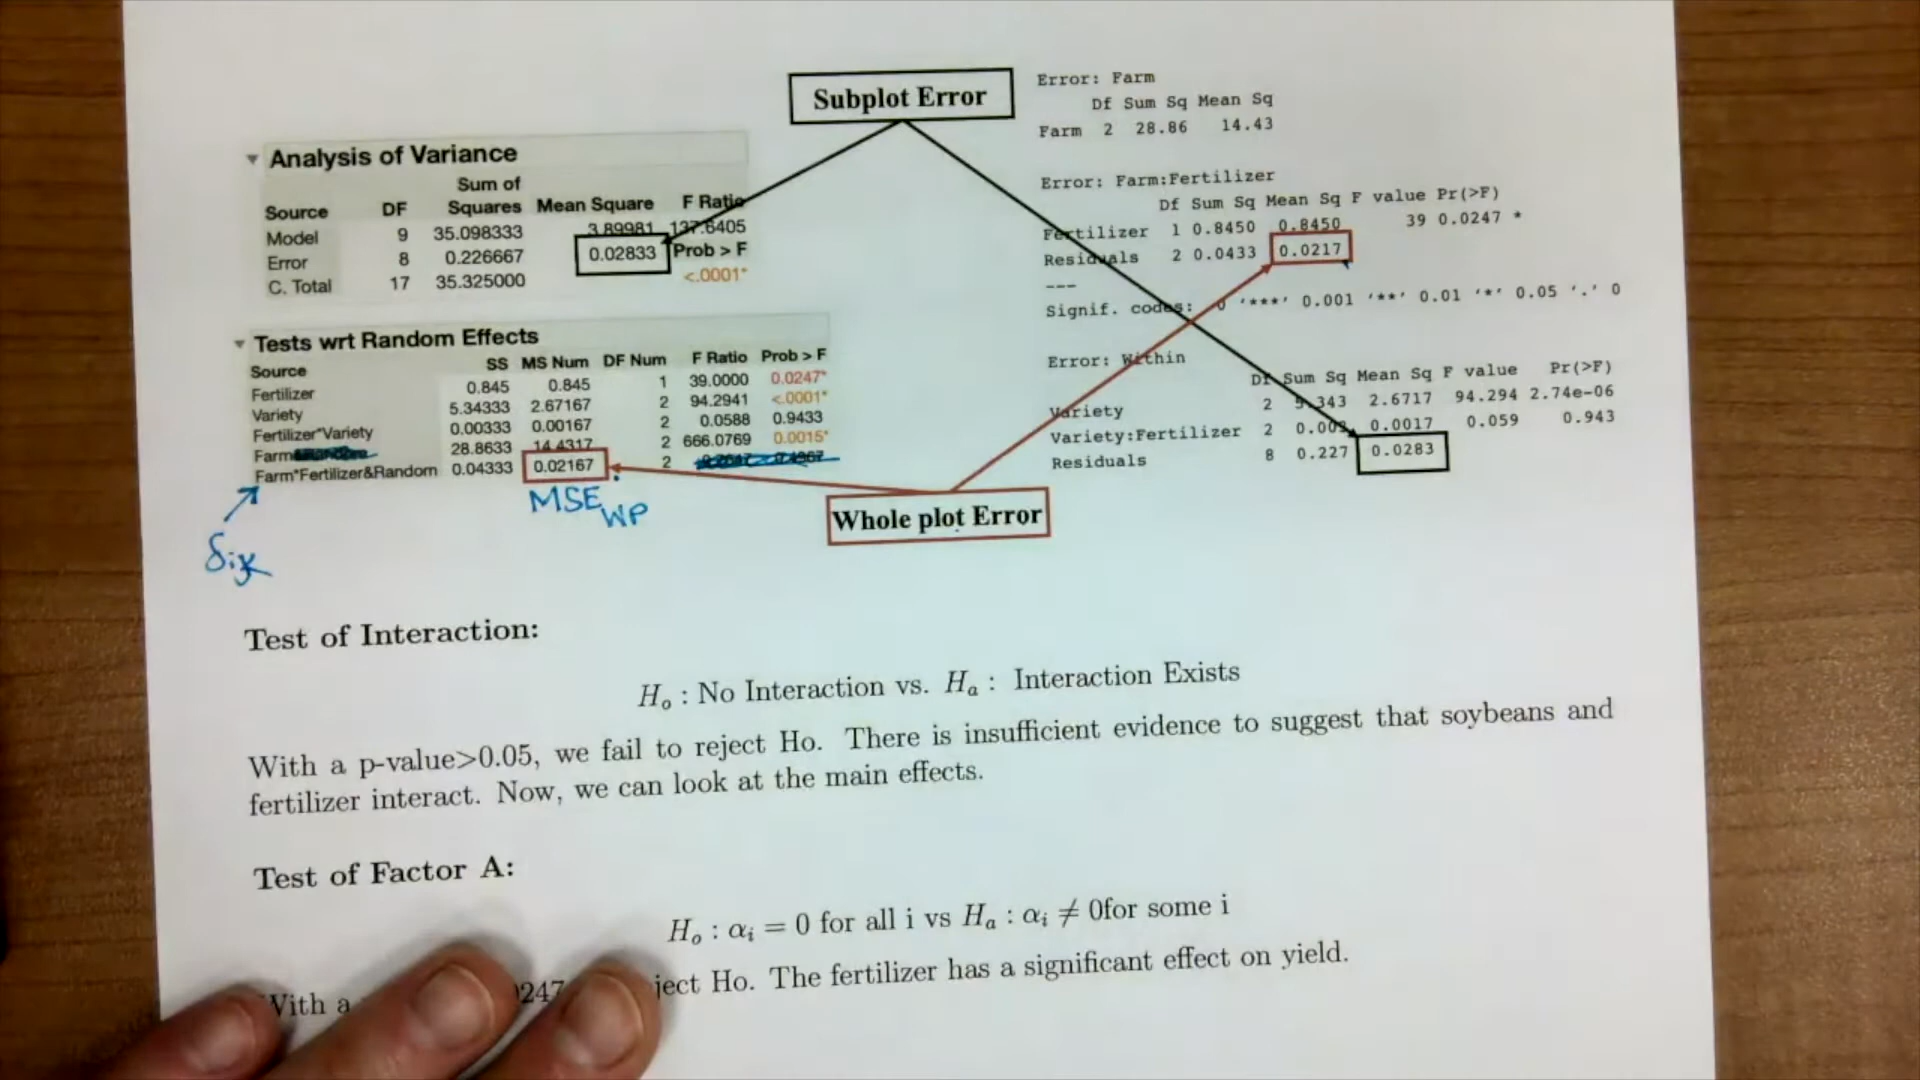 Subplot Error
Analysis of Variance
Source DF Sum of Squares Mean Square F Ratio
Model 9 35.098333 3.89981 137.6405
Error 8 0.226667 0.02833 Prob > F
C. Total 17 35.325000 <.0001*
Tests wrt Random Effects
Source SS MS Num DF Num F Ratio Prob > F
Fertilizer 0.845 0.845 1 39.0000 0.0247*
Variety 5.34333 2.67167 2 94.2941 <.0001*
Fertilizer*Variety 0.00333 0.00167 2 0.0588 0.9433
Farm 28.8633 14.4317 2 666.0769 0.0015*
Farm*Fertilizer&Random 0.04333 0.02167 2
MSE WP
Whole plot Error
Error: Farm
Df Sum Sq Mean Sq
Farm 2 28.86 14.43
Error: Farm:Fertilizer
Df Sum Sq Mean Sq F value Pr(>F)
Fertilizer 1 0.8450 0.8450 39 0.0247 *
Residuals 2 0.0433 0.0217
---
Signif. codes: 0 '***' 0.001 '**' 0.01 '*' 0.05 '.' 0
Error: Within
Df Sum Sq Mean Sq F value Pr(>F)
Variety 2 5.343 2.6717 94.294 2.74e-06
Variety:Fertilizer 2 0.003 0.0017 0.059 0.943
Residuals 8 0.227 0.0283
Test of Interaction:
Ho : No Interaction vs. Ha : Interaction Exists
With a p-value>0.05, we fail to reject Ho. There is insufficient evidence to suggest that soybeans and
fertilizer interact. Now, we can look at the main effects.
Test of Factor A:
Ho : αi = 0 for all i vs Ha : αi ≠ 0for some i
With a 0247 ject Ho. The fertilizer has a significant effect on yield.